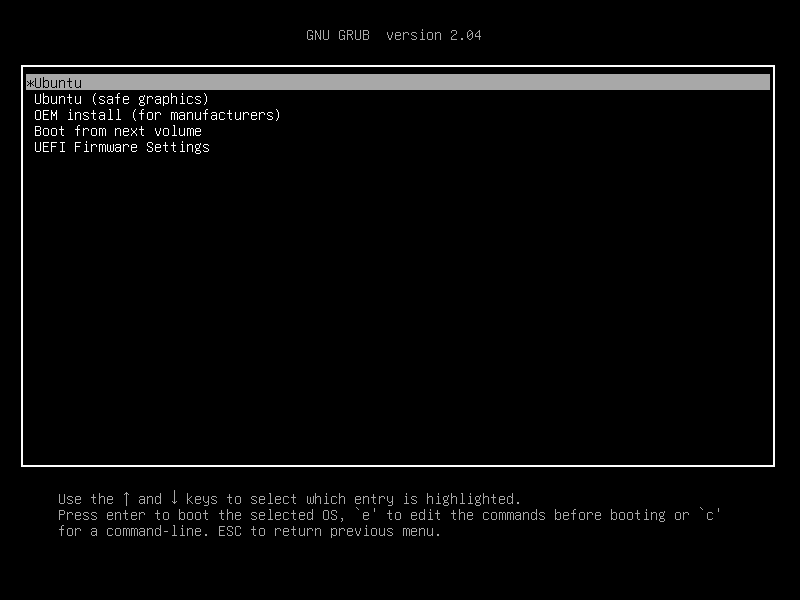 GNU GRUB  version 2.04
*Ubuntu
Ubuntu (safe graphics)
OEM install (for manufacturers)
Boot from next volume
UEFI Firmware Settings
Use the ↑ and ↓ keys to select which entry is highlighted.
Press enter to boot the selected OS, `e' to edit the commands before booting or `c'
for a command-line. ESC to return previous menu.